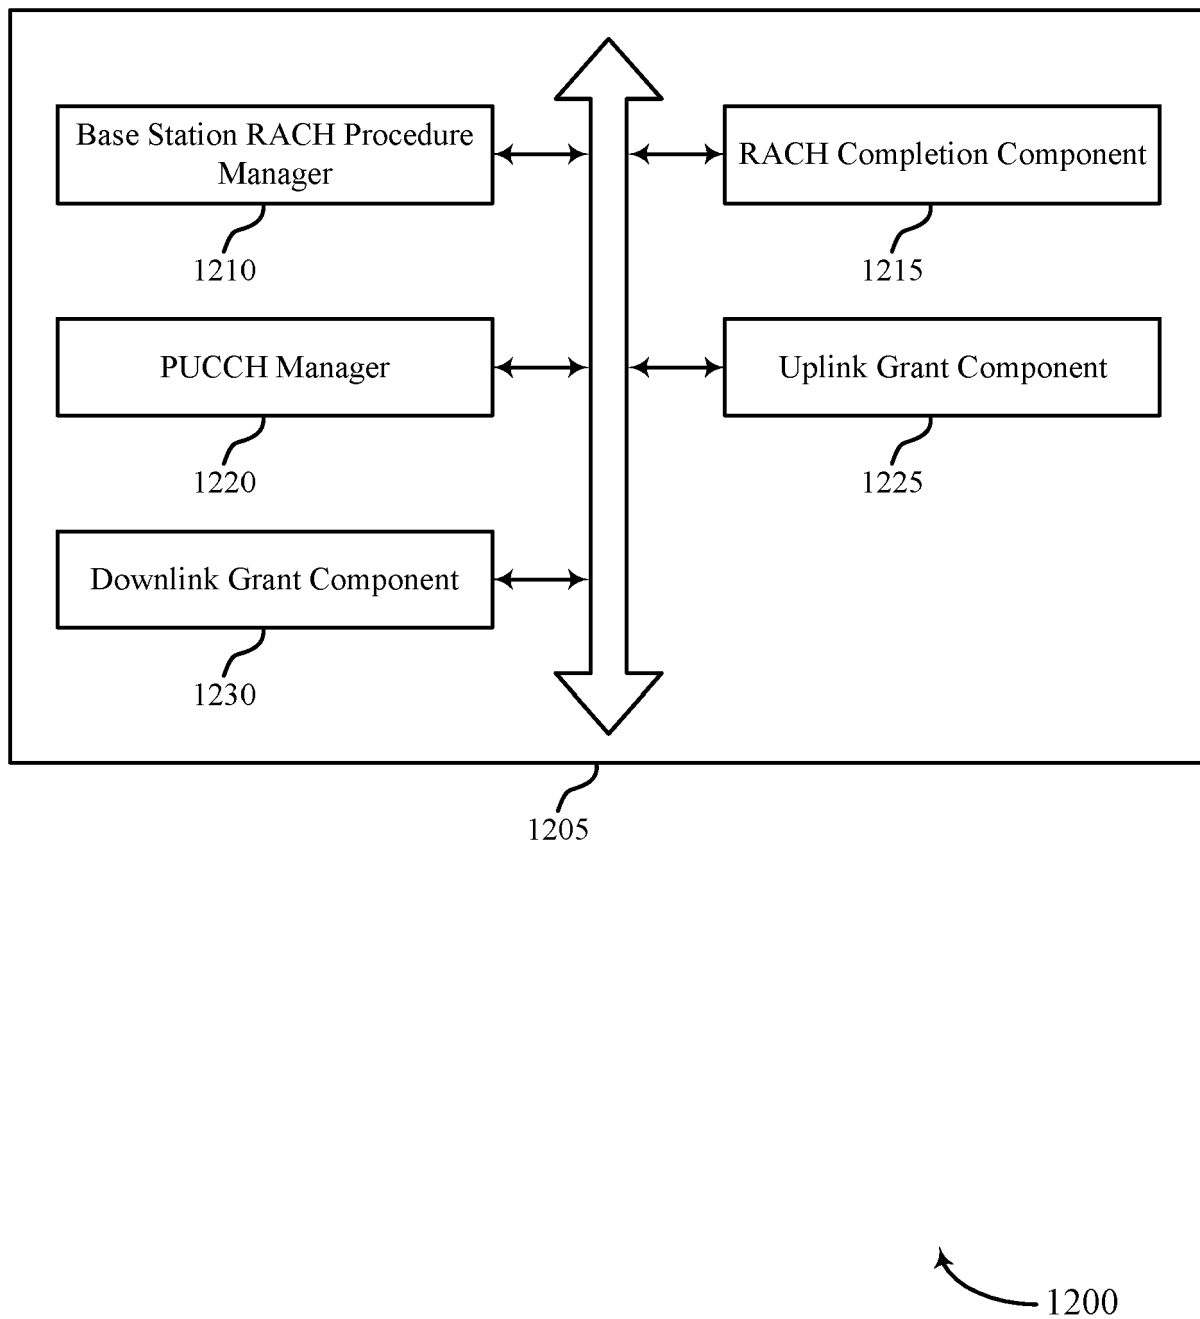 Base Station RACH Procedure
Manager
1210
RACH Completion Component
1215
PUCCH Manager
1220
Uplink Grant Component
1225
Downlink Grant Component
1230
1205
1200